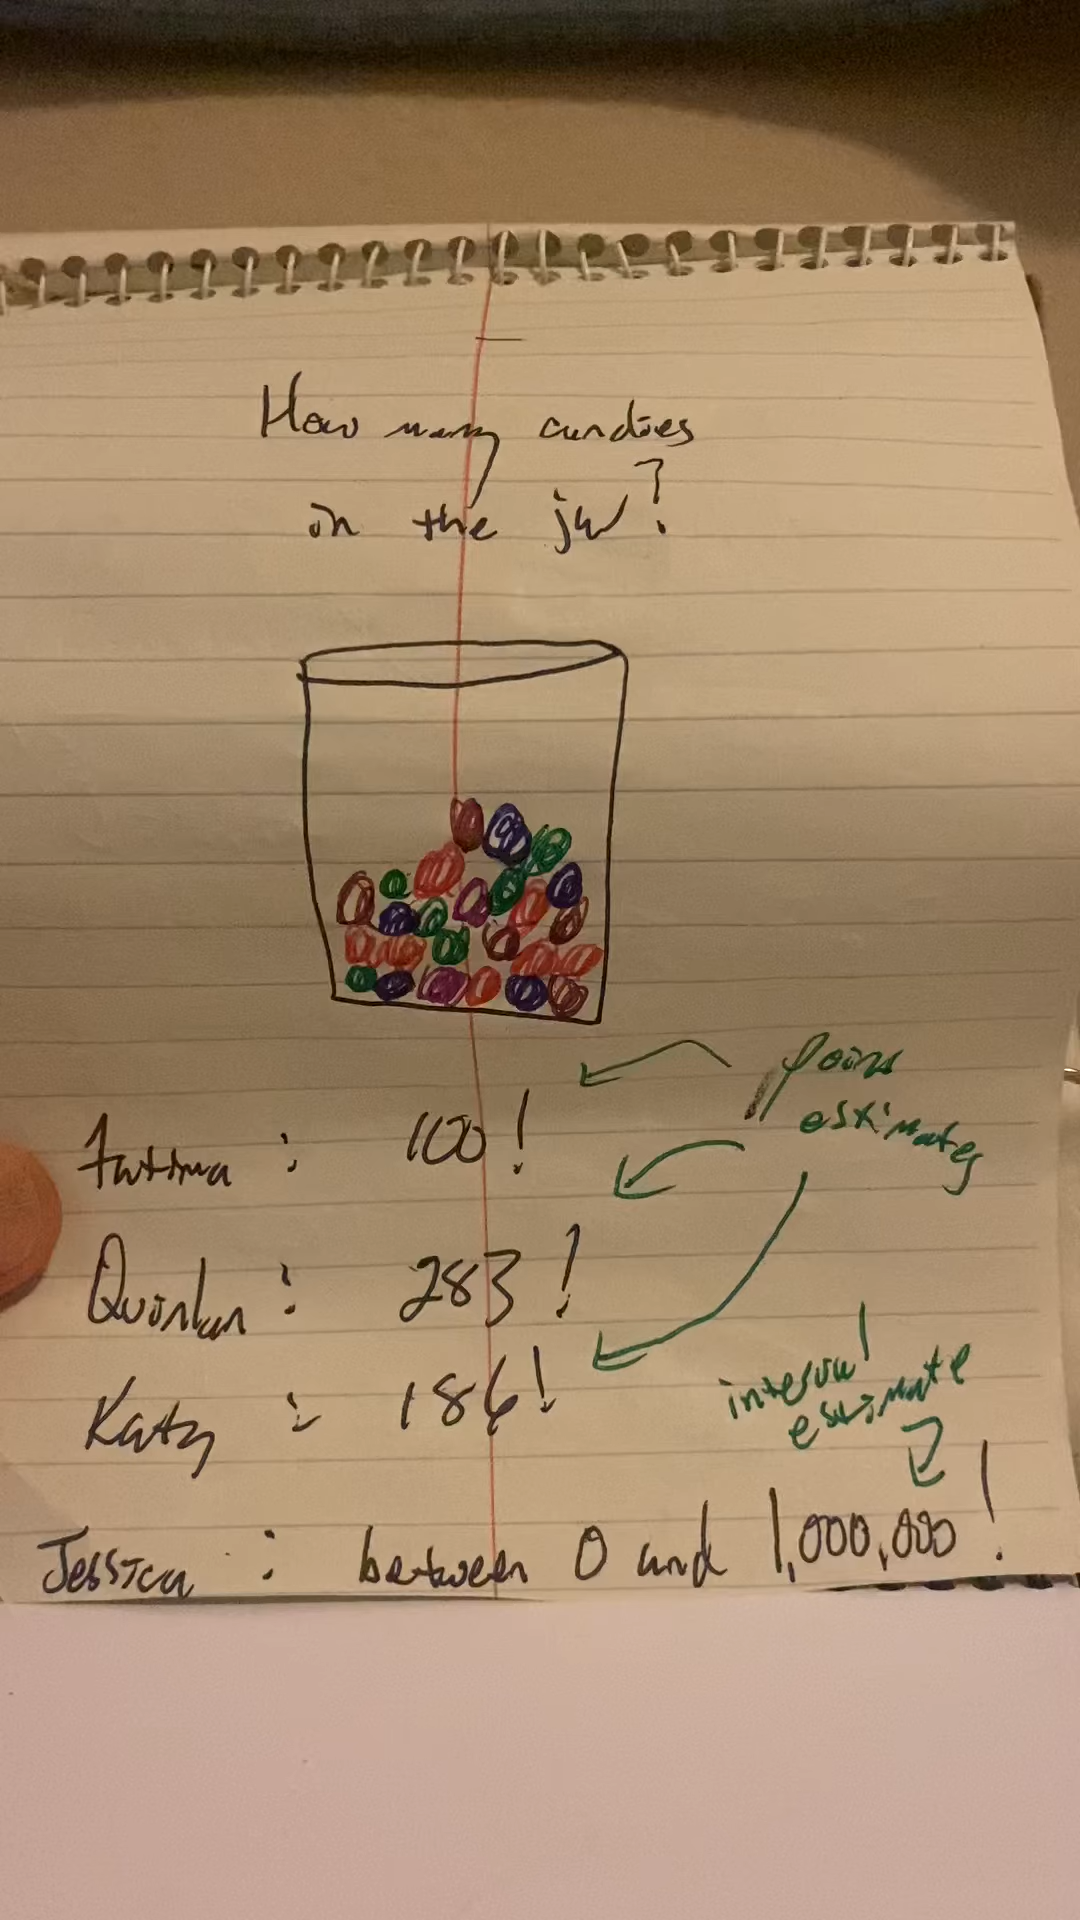 How many candies
in the jar?
point
estimates
Fatima : 100!
Quinlan : 283!
Katy : 186!
interval
estimate
Jessica : between 0 and 1,000,000!